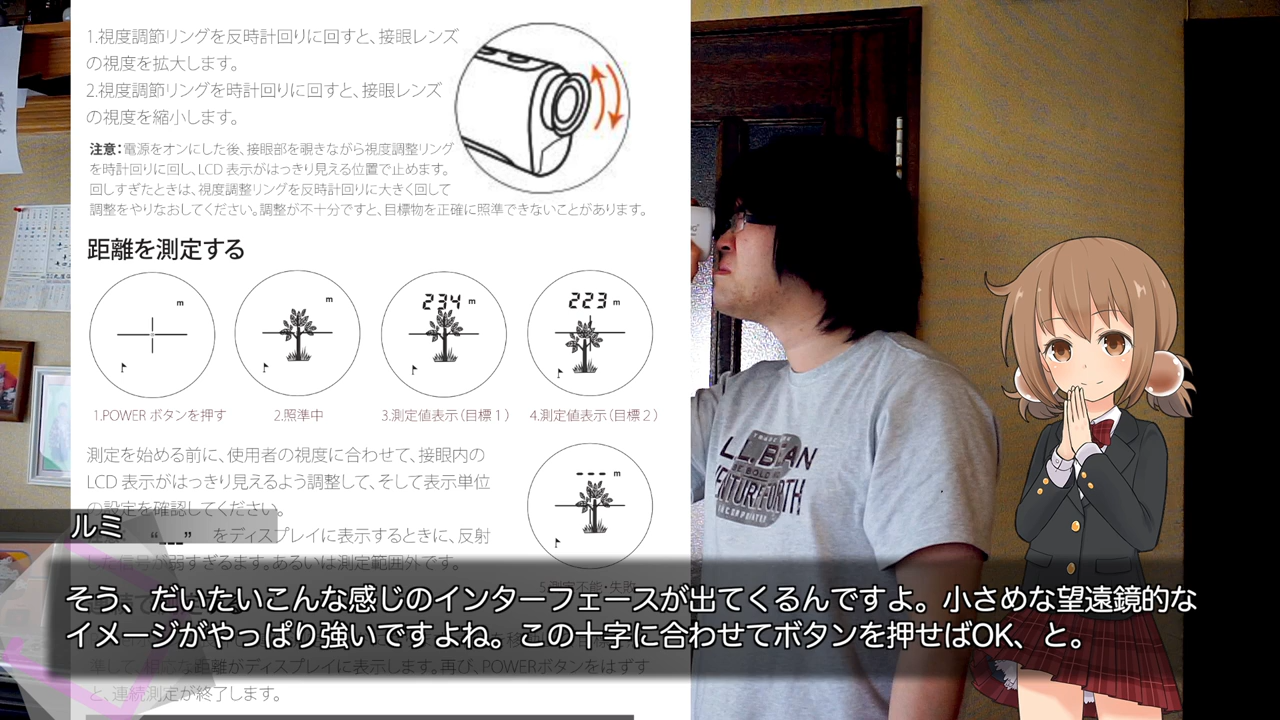 1.視度調節リングを反時計回りに回すと、接眼レンズ
の視度を拡大します。
2.視度調節リングを時計回りに回すと、接眼レンズ
の視度を縮小します。
注意：電源をオンにした後、接眼部を覗きながら視度調整リング
を時計回りに回し、LCD 表示がはっきり見える位置で止めます。
回しすぎたときは、視度調整リングを反時計回りに大きく回して
調整をやりなおしてください。調整が不十分ですと、目標物を正確に照準できないことがあります。
距離を測定する
m
m
234 m
223 m
1.POWER ボタンを押す
2.照準中
3.測定値表示（目標１）
4.測定値表示（目標２）
測定を始める前に、使用者の視度に合わせて、接眼内の
LCD 表示がはっきり見えるよう調整して、そして表示単位
の設定を確認してください。
--- m
“---” をディスプレイに表示するときに、反射
した信号が弱すぎるます。あるいは測定範囲外です。
5.測定不能・失敗
ルミ
そう、だいたいこんな感じのインターフェースが出てくるんですよ。小さめな望遠鏡的な
イメージがやっぱり強いですよね。この十字に合わせてボタンを押せばOK、と。
距離がディスプレイに表示します。再び、POWERボタンをはずす
と、連続測定が終了します。
L.L.BEAN
VENTUREFORTH